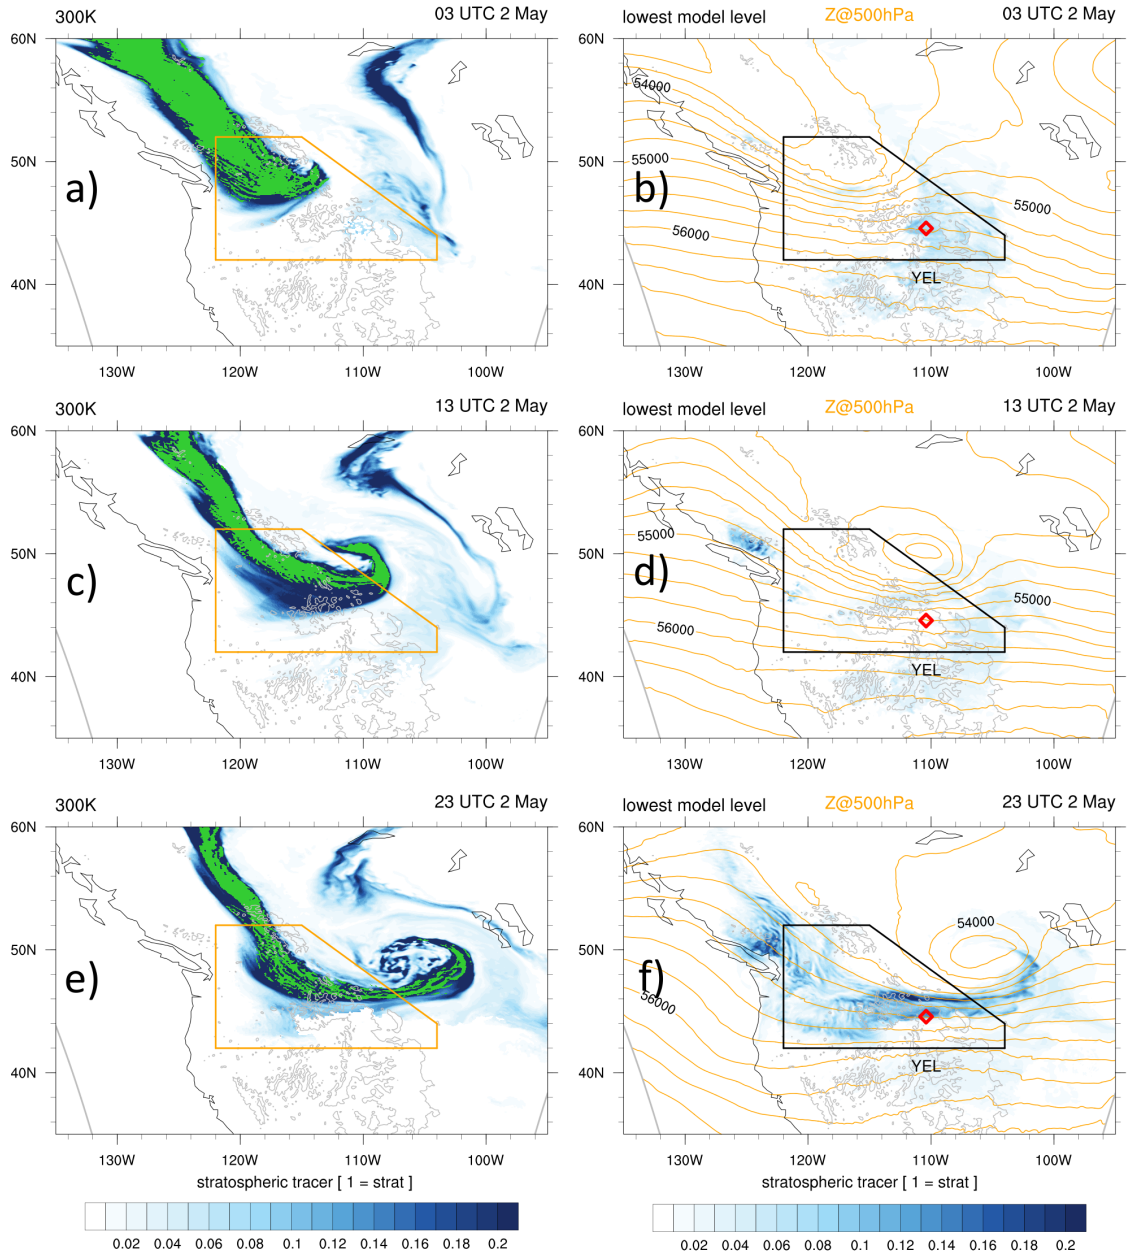 300K 03 UTC 2 May
60N
50N
40N
a)
130W 120W 110W 100W
lowest model level Z@500hPa 03 UTC 2 May
60N
50N
40N
b)
54000
55000
55000
56000
YEL
130W 120W 110W 100W
300K 13 UTC 2 May
60N
50N
40N
c)
130W 120W 110W 100W
lowest model level Z@500hPa 13 UTC 2 May
60N
50N
40N
d)
55000
55000
56000
YEL
130W 120W 110W 100W
300K 23 UTC 2 May
60N
50N
40N
e)
130W 120W 110W 100W
stratospheric tracer [ 1 = strat ]
0.02 0.04 0.06 0.08 0.1 0.12 0.14 0.16 0.18 0.2
lowest model level Z@500hPa 23 UTC 2 May
60N
50N
40N
f)
54000
56000
YEL
130W 120W 110W 100W
stratospheric tracer [ 1 = strat ]
0.02 0.04 0.06 0.08 0.1 0.12 0.14 0.16 0.18 0.2